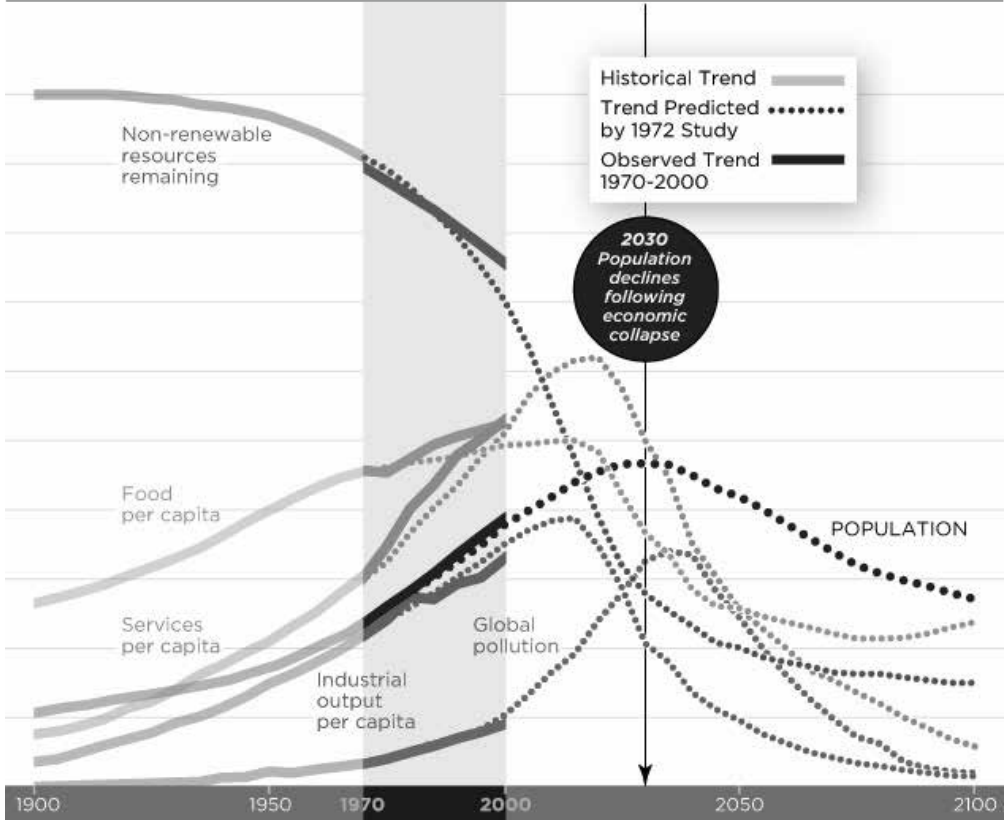 Historical Trend
Trend Predicted
by 1972 Study
Observed Trend
1970-2000
Non-renewable
resources
remaining
2030
Population
declines
following
economic
collapse
Food
per capita
POPULATION
Services
per capita
Global
pollution
Industrial
output
per capita
1900
1950
1970
2000
2050
2100